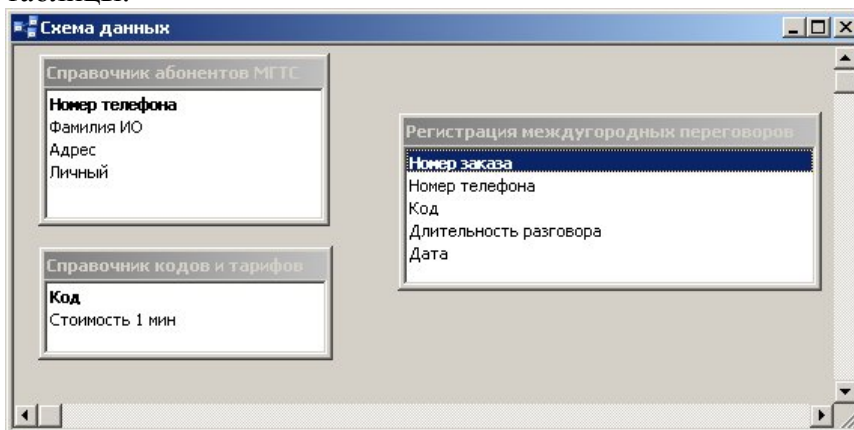 таблицы.
Схема данных
Справочник абонентов МГТС
Номер телефона
Фамилия ИО
Адрес
Личный
Регистрация междугородных переговоров
Номер заказа
Номер телефона
Код
Длительность разговора
Дата
Справочник кодов и тарифов
Код
Стоимость 1 мин